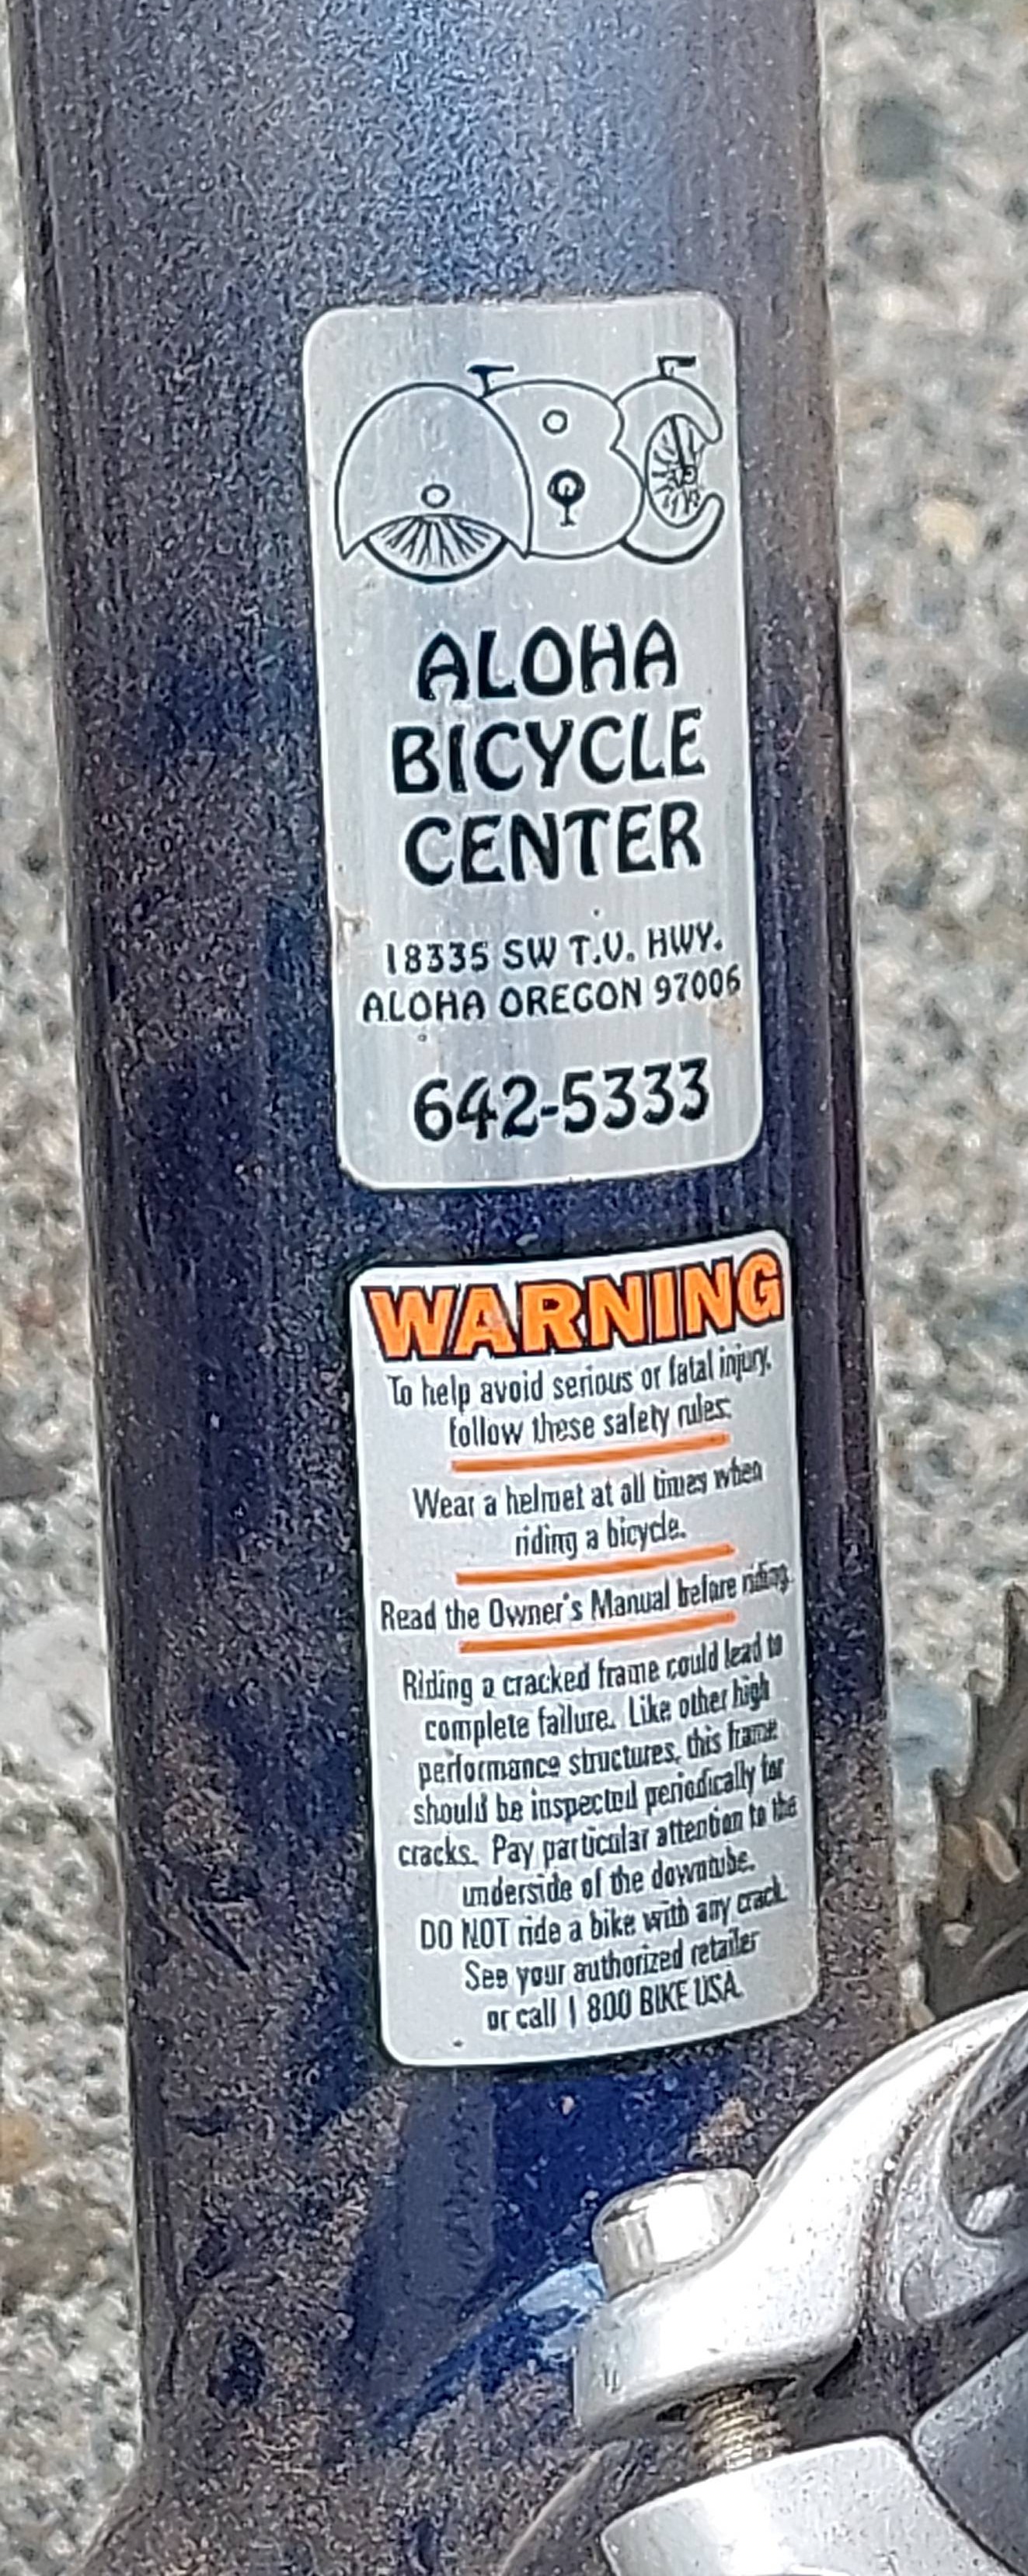 ABC
ALOHA
BICYCLE
CENTER
18335 SW T.V. HWY.
ALOHA OREGON 97006
642-5333
WARNING
To help avoid serious or fatal injury,
follow these safety rules:
Wear a helmet at all times when
riding a bicycle.
Read the Owner's Manual before riding.
Riding a cracked frame could lead to
complete failure. Like other high
performance structures, this frame
should be inspected periodically for
cracks. Pay particular attention to the
underside of the downtube.
DO NOT ride a bike with any crack.
See your authorized retailer
or call 1 800 BIKE USA.